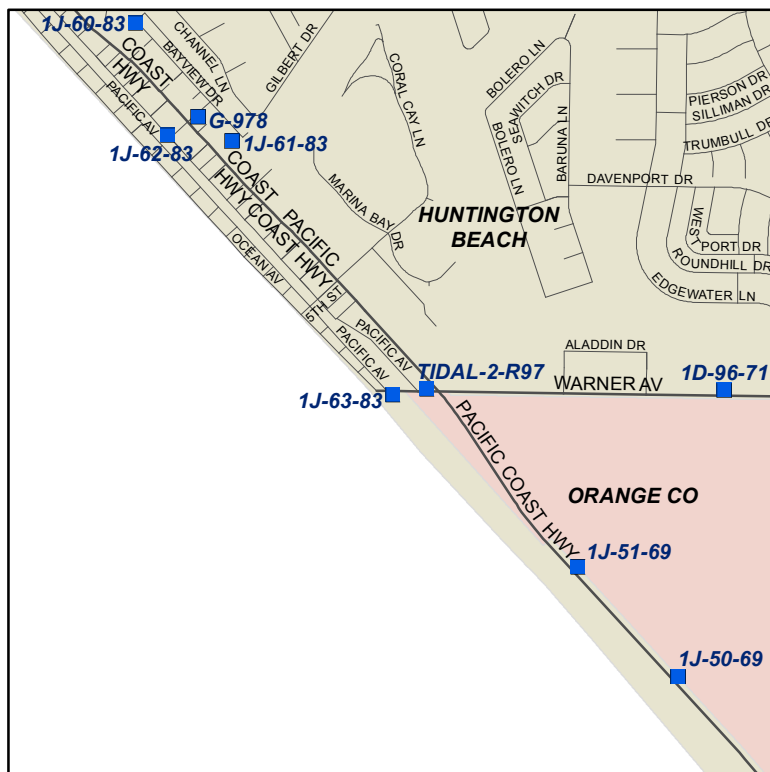 1J-60-83
CHANNEL LN
GILBERT DR
BAYVIEW DR
COAST
HWY
PACIFIC AV
G-978
1J-62-83
1J-61-83
CORAL CAY LN
BOLERO LN
SEAWITCH DR
BOLERO LN
BARUNA LN
PIERSON DR
SILLIMAN DR
TRUMBULL DR
DAVENPORT DR
COAST
HWY
PACIFIC
COAST HWY
MARINA BAY DR
HUNTINGTON
BEACH
WEST
PORT DR
ROUNDHILL DR
EDGEWATER LN
OCEAN AV
5TH ST
PACIFIC AV
PACIFIC AV
ALADDIN DR
TIDAL-2-R97
WARNER AV
1D-96-71
1J-63-83
PACIFIC COAST HWY
ORANGE CO
1J-51-69
1J-50-69